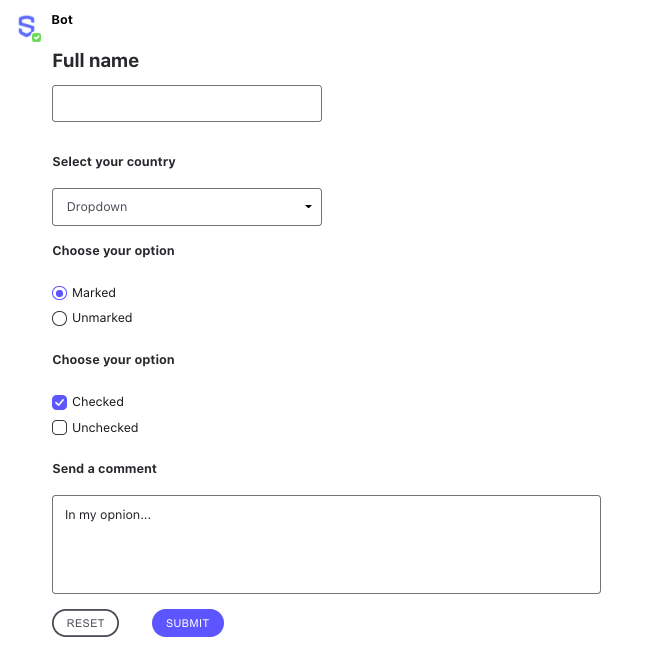 Bot
Full name
Select your country
Dropdown
Choose your option
Marked
Unmarked
Choose your option
Checked
Unchecked
Send a comment
In my opnion...
RESET
SUBMIT